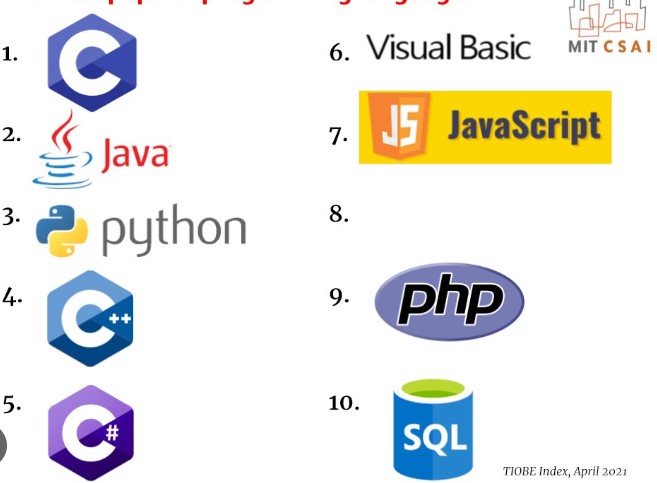 1. C
2. Java
3. python
4. C++
5. C#
6. Visual Basic
7. JS JavaScript
8.
9. php
10. SQL
MIT CSAI
TIOBE Index, April 2021